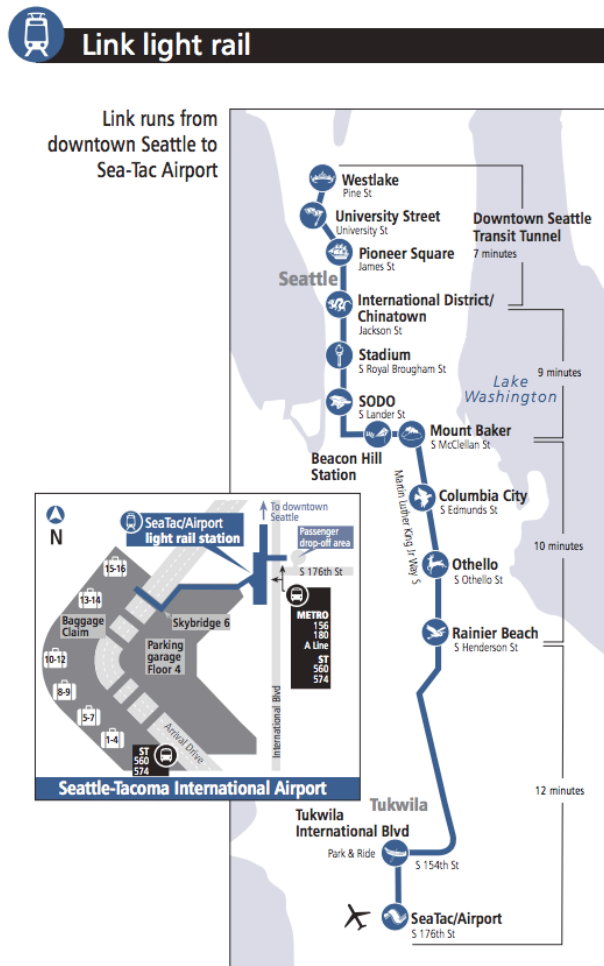 Link light rail
Link runs from
downtown Seattle to
Sea-Tac Airport
Westlake
Pine St
University Street
University St
Downtown Seattle
Transit Tunnel
7 minutes
Pioneer Square
James St
Seattle
International District/
Chinatown
Jackson St
Stadium
S Royal Brougham St
9 minutes
Lake
Washington
SODO
S Lander St
Mount Baker
S McClellan St
Beacon Hill
Station
Martin Luther King Jr Way S
Columbia City
S Edmunds St
10 minutes
Othello
S Othello St
Rainier Beach
S Henderson St
12 minutes
Tukwila
Tukwila
International Blvd
Park & Ride
S 154th St
SeaTac/Airport
S 176th St
N
To downtown
Seattle
SeaTac/Airport
light rail station
Passenger
drop-off area
S 176th St
15-16
13-14
Baggage
Claim
Skybridge 6
METRO
156
180
A Line
ST
560
574
Parking
garage
Floor 4
10-12
8-9
5-7
1-4
Arrival Drive
International Blvd
ST
560
574
Seattle-Tacoma International Airport